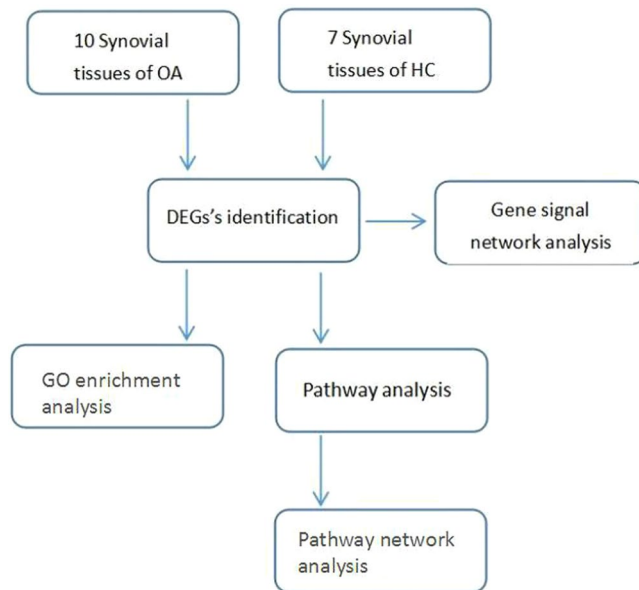 10 Synovial
tissues of OA
7 Synovial
tissues of HC
DEGs's identification
Gene signal
network analysis
GO enrichment
analysis
Pathway analysis
Pathway network
analysis